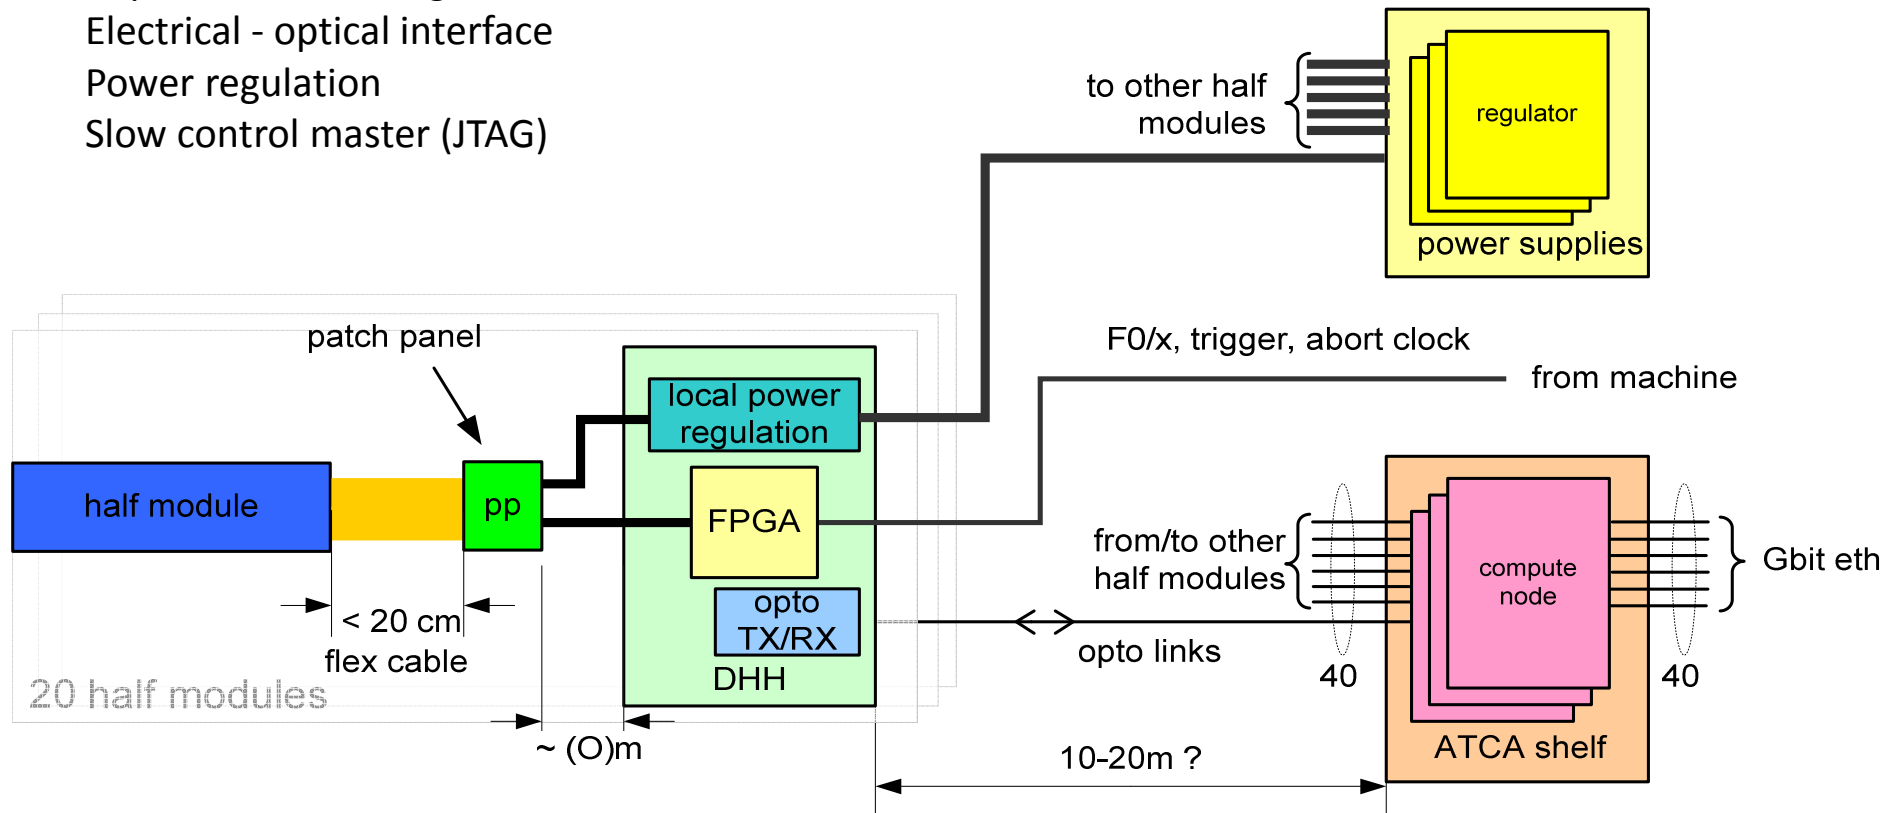 Electrical - optical interface
Power regulation
Slow control master (JTAG)
to other half
modules
regulator
power supplies
patch panel
F0/x, trigger, abort clock
from machine
local power
regulation
half module
pp
FPGA
from/to other
half modules
compute
node
Gbit eth
opto
TX/RX
< 20 cm
flex cable
opto links
DHH
40
40
20 half modules
~ (O)m
10-20m ?
ATCA shelf